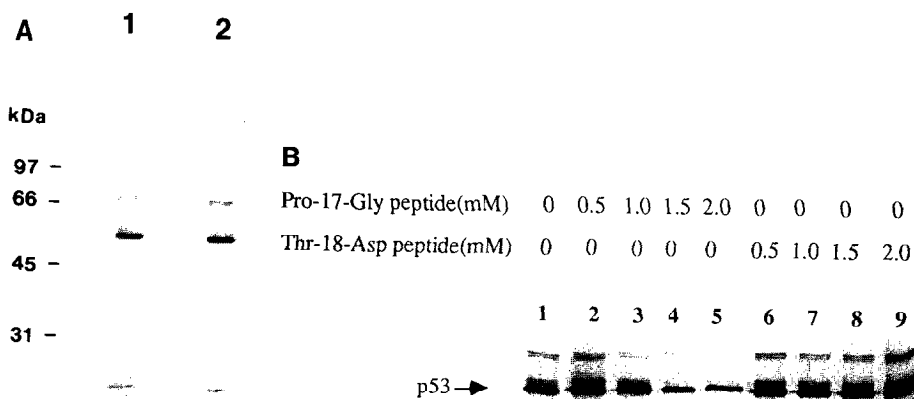 A 1 2
kDa
97 -
66 -
45 -
31 -
B
Pro-17-Gly peptide(mM) 0 0.5 1.0 1.5 2.0 0 0 0 0
Thr-18-Asp peptide(mM) 0 0 0 0 0 0.5 1.0 1.5 2.0
1 2 3 4 5 6 7 8 9
p53